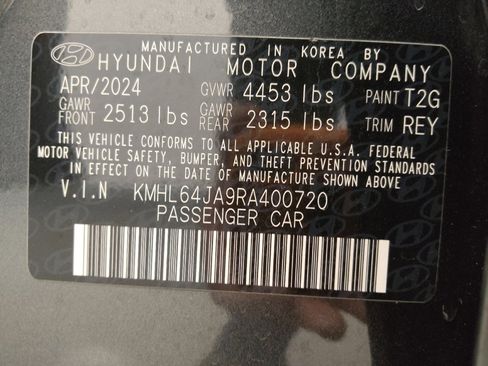 MANUFACTURED IN KOREA BY
HYUNDAI MOTOR COMPANY
APR/2024 GVWR 4453 lbs PAINT T2G
GAWR FRONT 2513 lbs GAWR REAR 2315 lbs TRIM REY
THIS VEHICLE CONFORMS TO ALL APPLICABLE U.S.A. FEDERAL
MOTOR VEHICLE SAFETY, BUMPER, AND THEFT PREVENTION STANDARDS
IN EFFECT ON THE DATE OF MANUFACTURE SHOWN ABOVE.
V.I.N KMHL64JA9RA400720
PASSENGER CAR